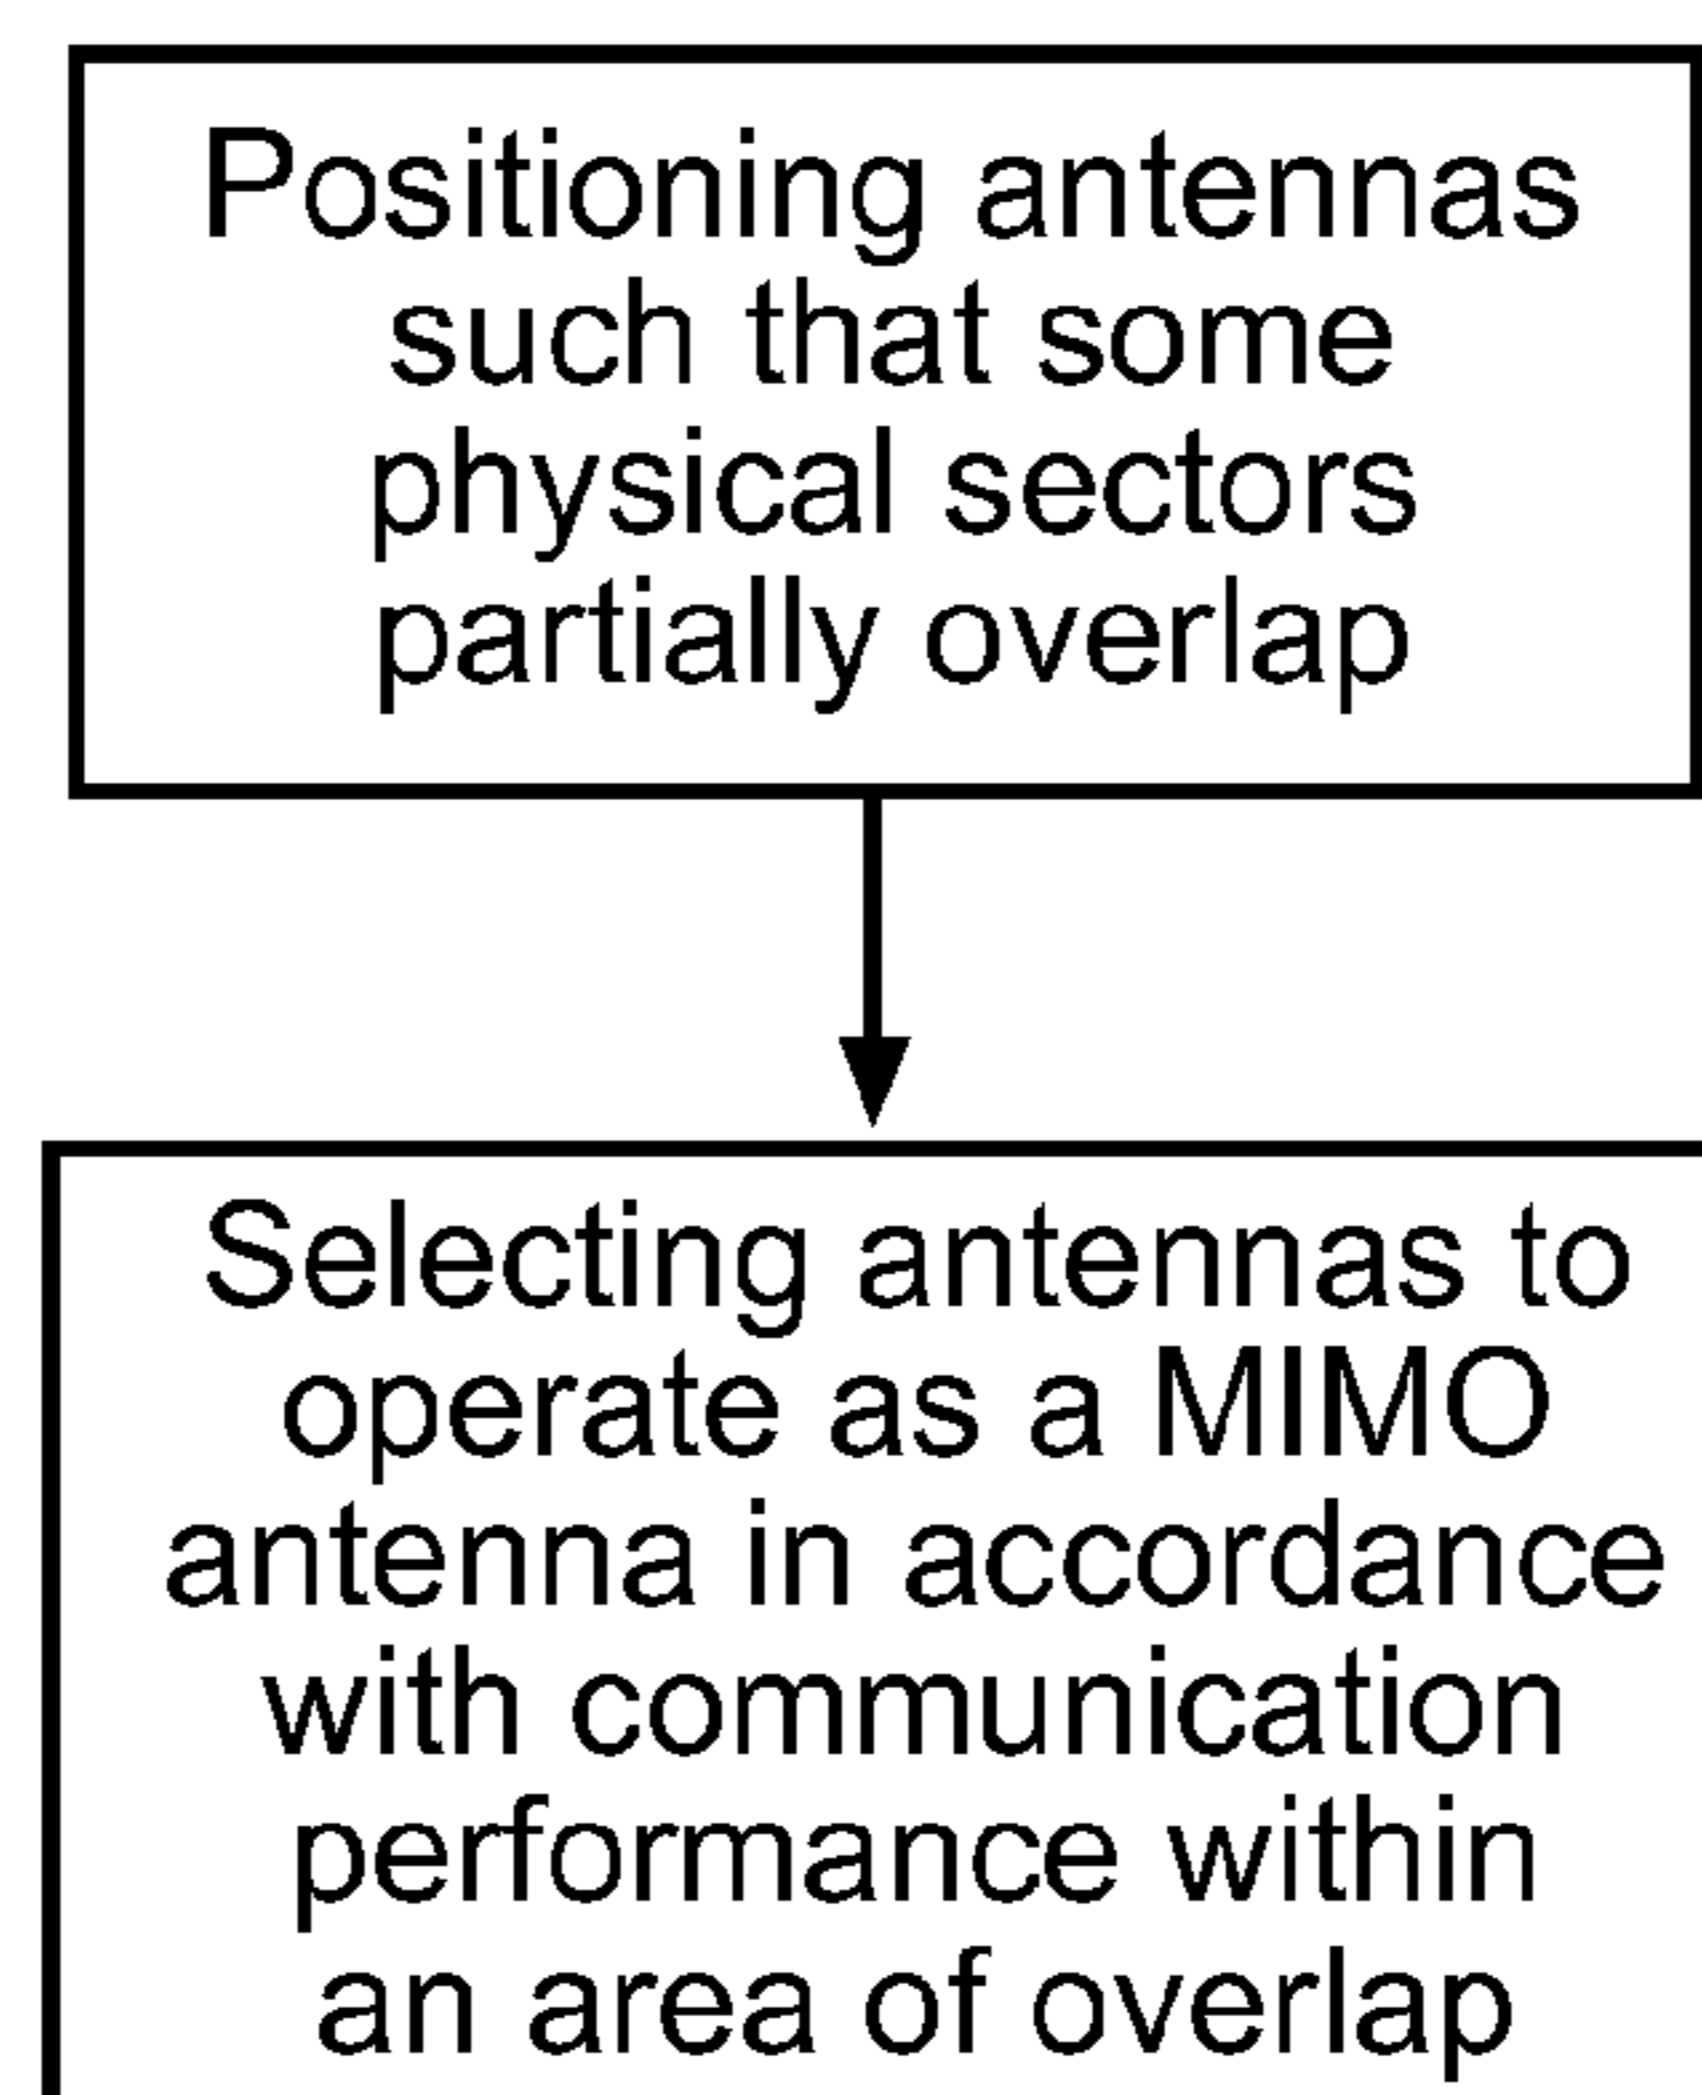 Positioning antennas
such that some
physical sectors
partially overlap
Selecting antennas to
operate as a MIMO
antenna in accordance
with communication
performance within
an area of overlap